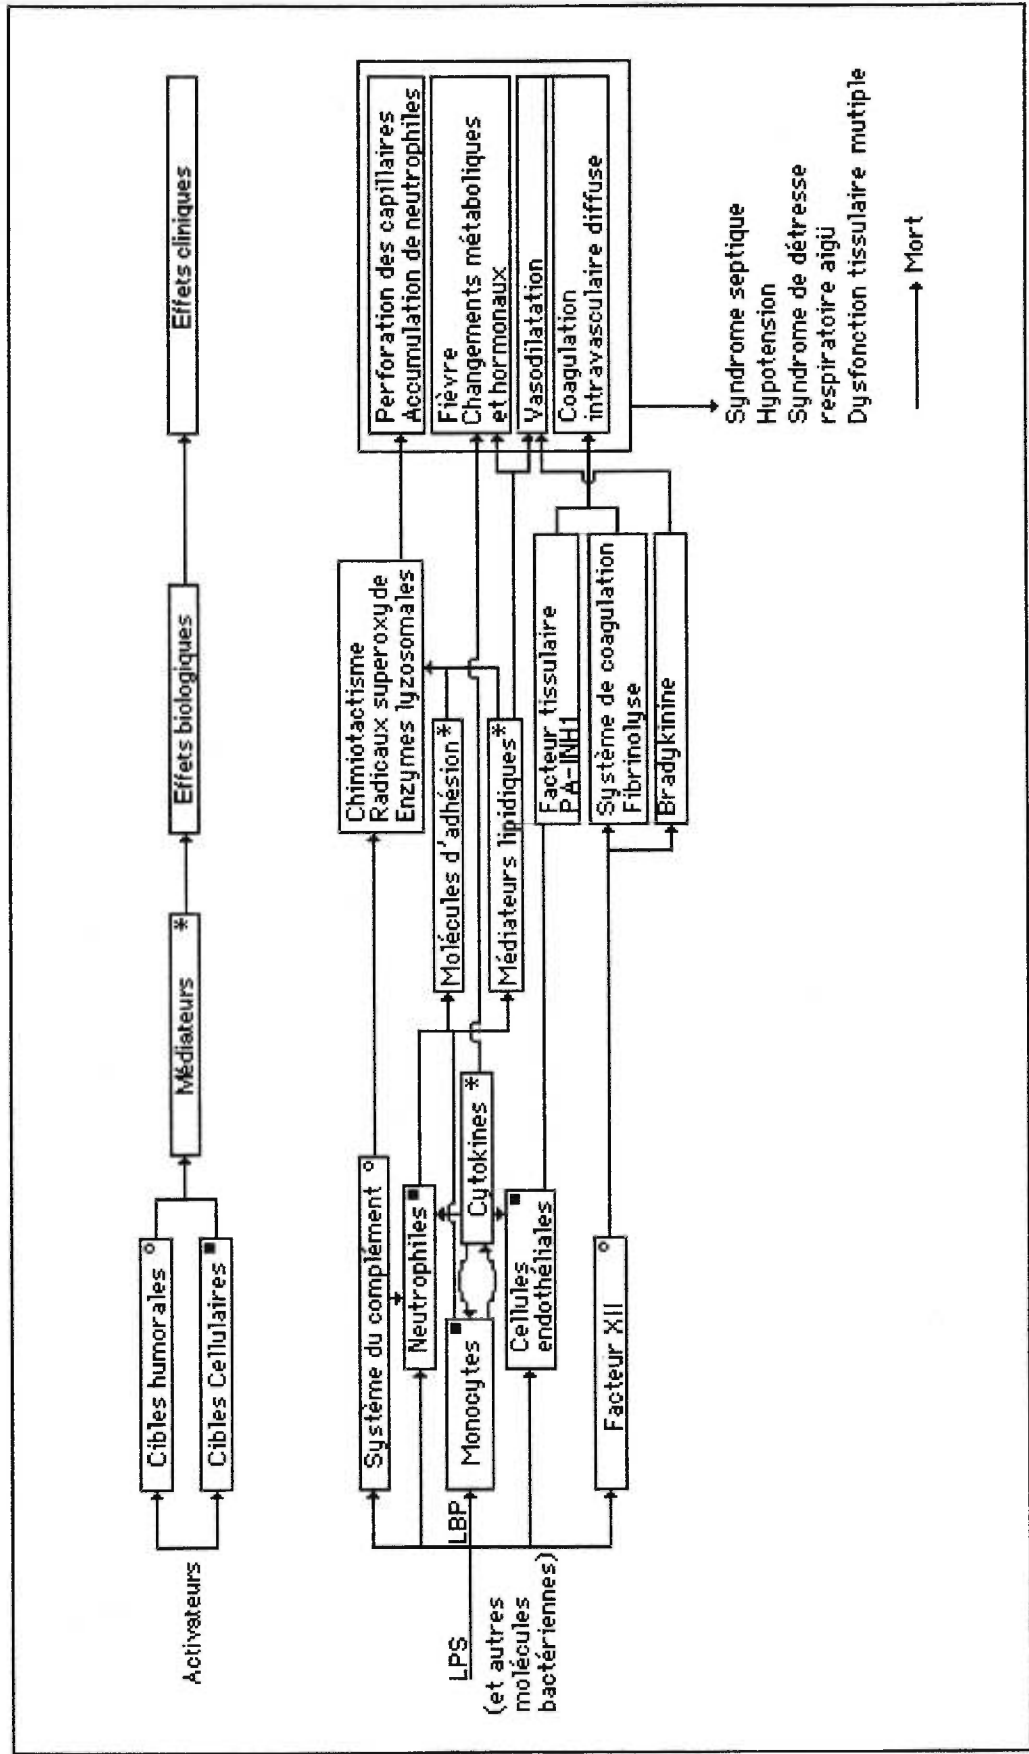 Activateurs
Cibles humorales °
Cibles Cellulaires ■
Médiateurs *
Effets biologiques
Effets cliniques
LPS
(et autres
molécules
bactériennes)
LBP
Système du complément °
Neutrophiles ■
Monocytes ■
Cytokines *
Cellules ■
endothéliales
Facteur XII °
Chimiotactisme
Radicaux superoxyde
Enzymes lyzosomales
Molécules d'adhésion *
Médiateurs lipidiques *
Facteur tissulaire
PA-INH1
Système de coagulation
Fibrinolyse
Bradykinine
Perforation des capillaires
Accumulation de neutrophiles
Fièvre
Changements métaboliques
et hormonaux
Vasodilatation
Coagulation
intravasculaire diffuse
Syndrome septique
Hypotension
Syndrome de détresse
respiratoire aigu
Dysfonction tissulaire mutiple
Mort